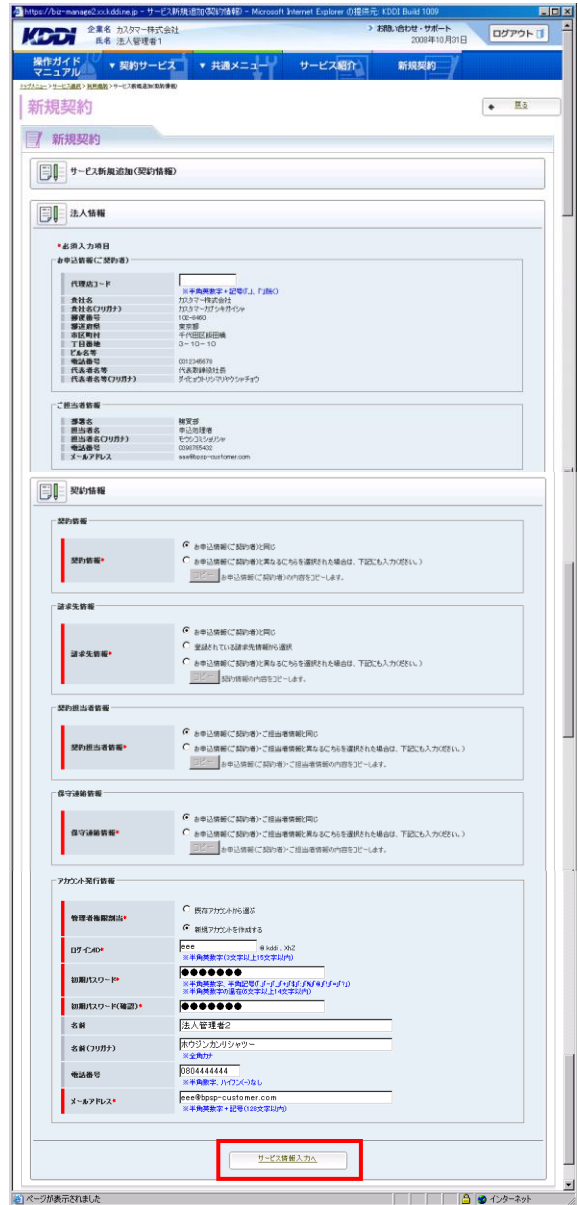 https://biz-manage2.xx.kddi.ne.jp - サービス新規追加(契約情報) - Microsoft Internet Explorer の提供元: KDDI Build 1009
KDDI
企業名 カスタマー株式会社
氏名 法人管理者1
> お問い合わせ・サポート
2008年10月31日
ログアウト
操作ガイド
マニュアル
▼ 契約サービス
▼ 共通メニュー
サービス紹介
新規契約
新規契約
戻る
新規契約
サービス新規追加(契約情報)
法人情報
*必須入力項目
お申込情報(ご契約者)
代理店コード
会社名 カスタマー株式会社
会社名(フリガナ) カスタマーカブシキガイシャ
郵便番号 102-8460
都道府県 東京都
市区町村 千代田区飯田橋
丁目番地 3-10-10
ビル名等
電話番号 0312345678
代表者名等 代表取締役社長
代表者名等(フリガナ) ダイヒョウトリシマリヤクシャチョウ
ご担当者情報
部署名
担当者名 申込処理者
担当者名(フリガナ) モウシコミショリシャ
電話番号 0398765432
メールアドレス eee@bpsp-customer.com
契約情報
契約情報
契約情報*
お申込情報(ご契約者)と同じ
お申込情報(ご契約者)と異なる(こちらを選択された場合は、下記にも入力ください。)
コピー お申込情報(ご契約者)の内容をコピーします。
請求先情報
請求先情報*
お申込情報(ご契約者)と同じ
登録されている請求先情報から選択
お申込情報(ご契約者)と異なる(こちらを選択された場合は、下記にも入力ください。)
コピー 契約情報の内容をコピーします。
契約担当者情報
契約担当者情報*
お申込情報(ご契約者)・ご担当者情報と同じ
お申込情報(ご契約者)・ご担当者情報と異なる(こちらを選択された場合は、下記にも入力ください。)
コピー お申込情報(ご契約者)・ご担当者情報の内容をコピーします。
保守連絡情報
保守連絡情報*
お申込情報(ご契約者)・ご担当者情報と同じ
お申込情報(ご契約者)・ご担当者情報と異なる(こちらを選択された場合は、下記にも入力ください。)
コピー お申込情報(ご契約者)・ご担当者情報の内容をコピーします。
アカウント発行情報
管理者権限割当*
既存アカウントから選ぶ
新規アカウントを作成する
ログインID* eee @ kddi . xhZ
※半角英数字(3文字以上15文字以内)
初期パスワード* ●●●●●●●
※半角英数字の混在(6文字以上14文字以内)
初期パスワード(確認)* ●●●●●●●
名前 法人管理者2
名前(フリガナ) ホウジンカンリシャツー
※全角カナ
電話番号 0804444444
※半角数字、ハイフン(-)なし
メールアドレス* eee@bpsp-customer.com
※半角英数字+記号(128文字以内)
サービス情報入力へ
ページが表示されました
インターネット